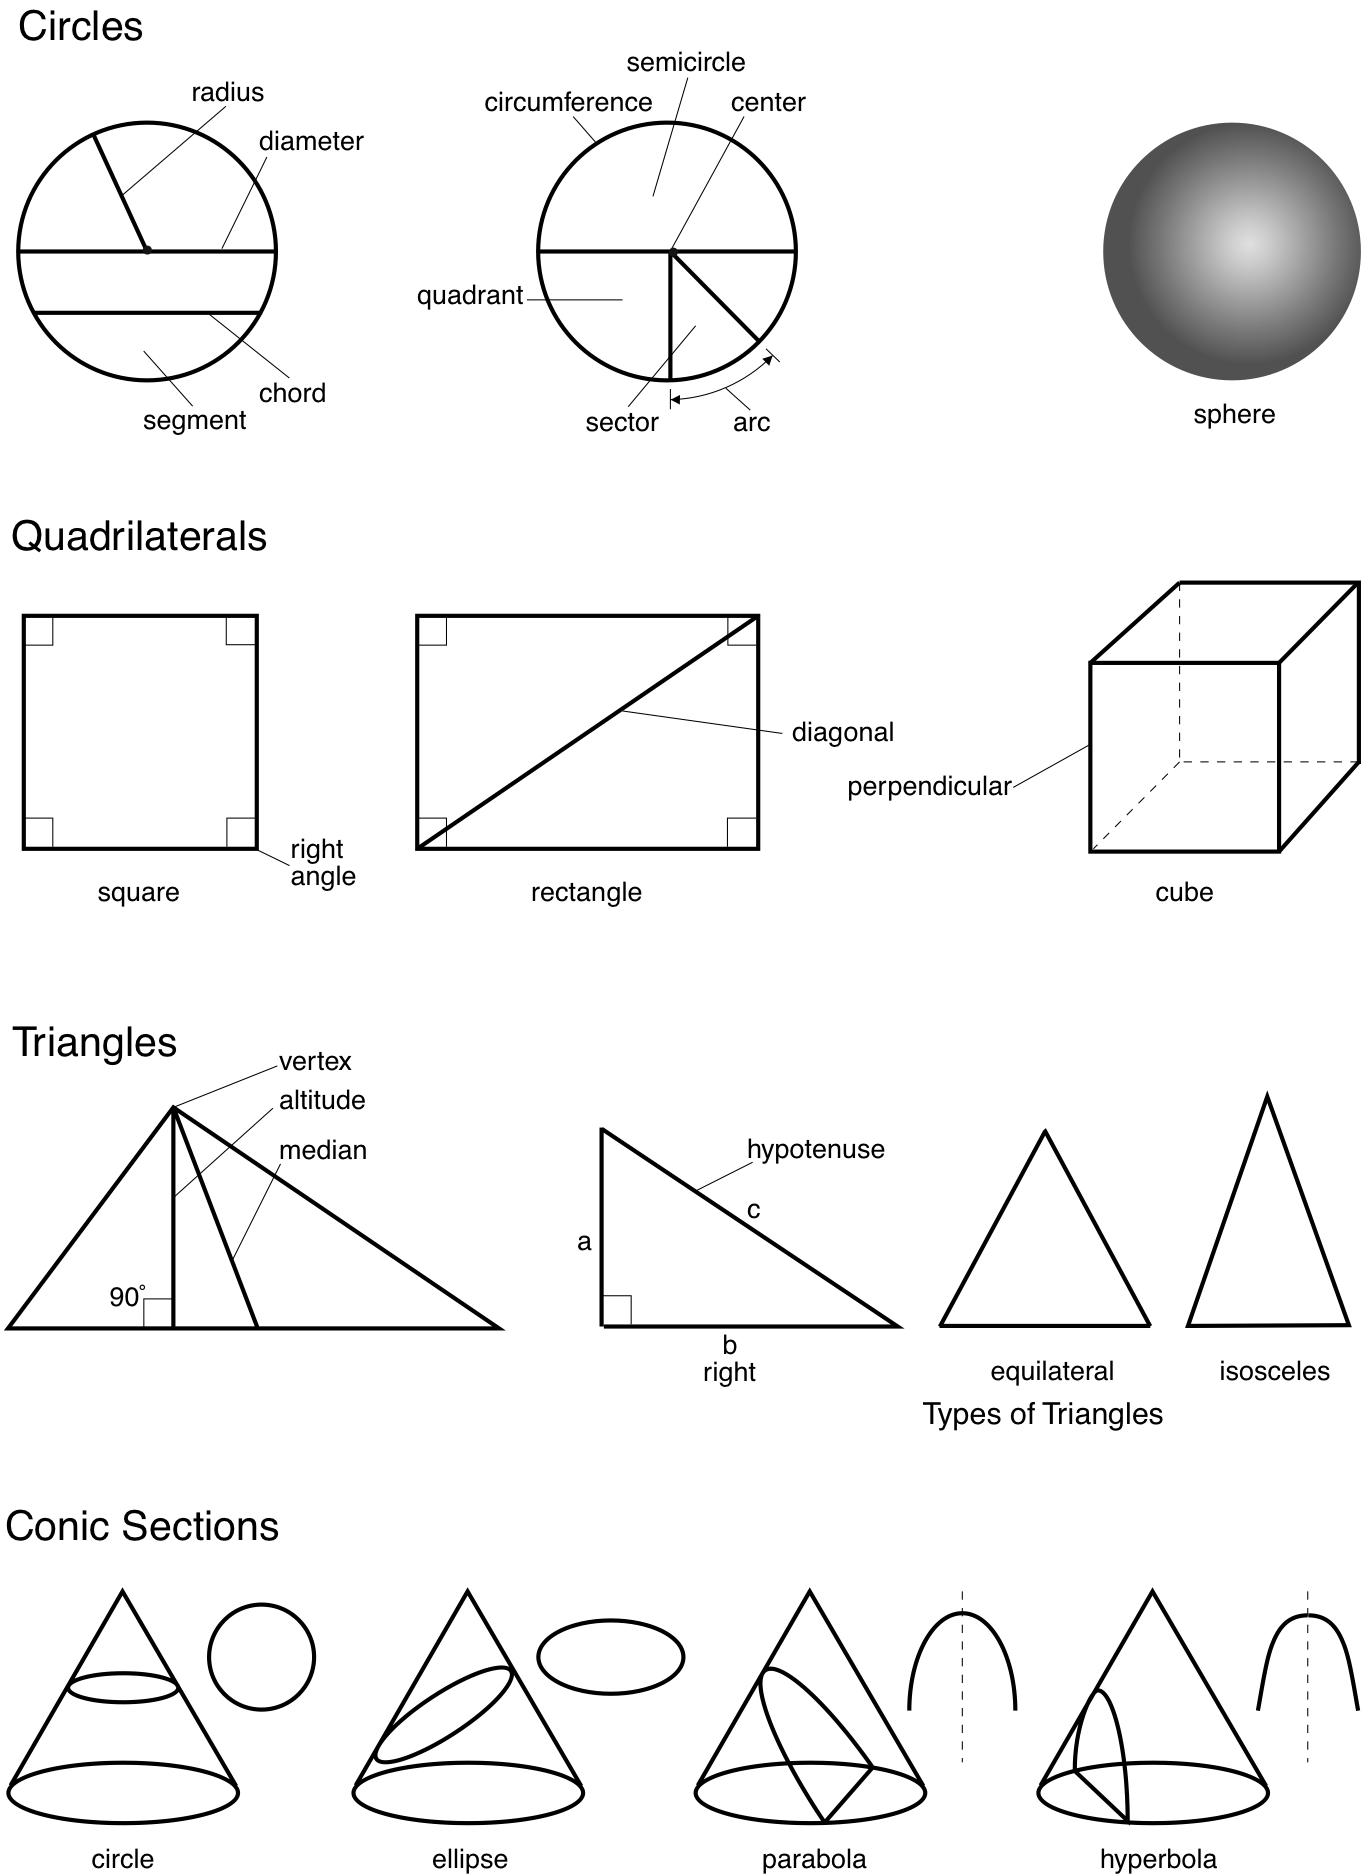 Circles
radius
diameter
chord
segment
semicircle
circumference
center
quadrant
sector
arc
sphere
Quadrilaterals
right
angle
square
diagonal
rectangle
perpendicular
cube
Triangles
vertex
altitude
median
90°
hypotenuse
c
a
b
right
equilateral
isosceles
Types of Triangles
Conic Sections
circle
ellipse
parabola
hyperbola